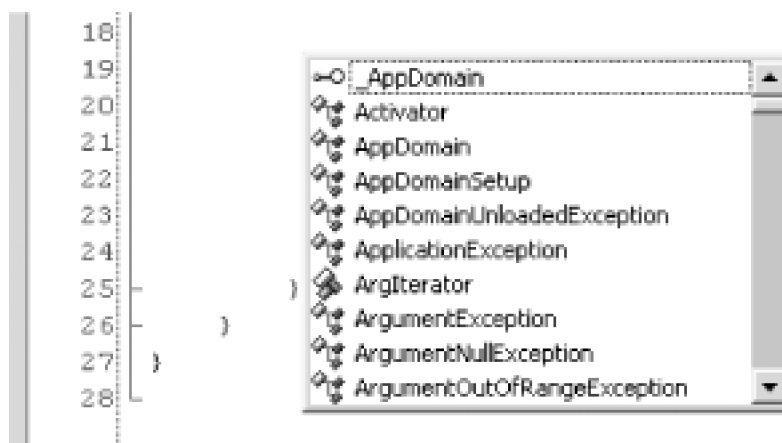 18
19 _AppDomain
20 Activator
21 AppDomain
22 AppDomainSetup
23 AppDomainUnloadedException
24 ApplicationException
25 } ArgIterator
26 } ArgumentException
27 } ArgumentNullException
28 ArgumentOutOfRangeException